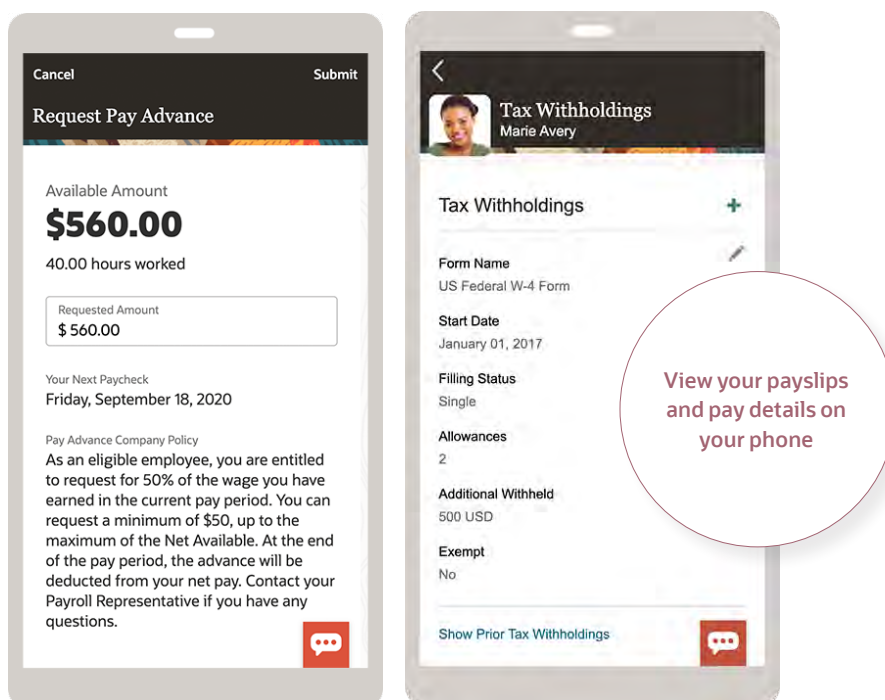 Cancel
Submit
Request Pay Advance
Available Amount
$560.00
40.00 hours worked
Requested Amount
$ 560.00
Your Next Paycheck
Friday, September 18, 2020
Pay Advance Company Policy
As an eligible employee, you are entitled
to request for 50% of the wage you have
earned in the current pay period. You can
request a minimum of $50, up to the
maximum of the Net Available. At the end
of the pay period, the advance will be
deducted from your net pay. Contact your
Payroll Representative if you have any
questions.
Tax Withholdings
Marie Avery
Tax Withholdings
Form Name
US Federal W-4 Form
Start Date
January 01, 2017
Filling Status
Single
Allowances
2
Additional Withheld
500 USD
Exempt
No
Show Prior Tax Withholdings
View your payslips
and pay details on
your phone